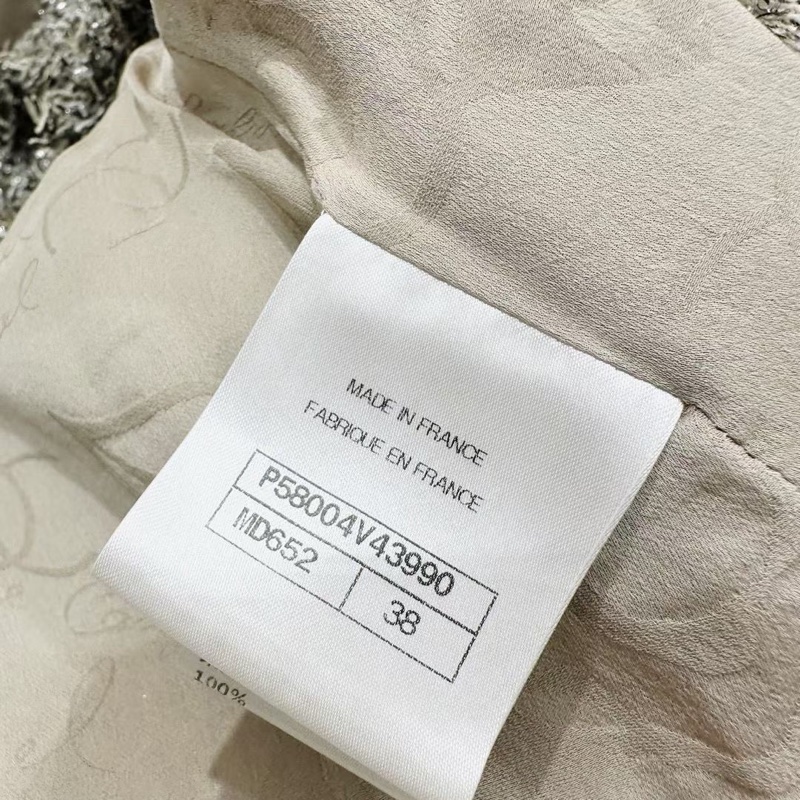 MADE IN FRANCE
FABRIQUE EN FRANCE
P58004V43990
MD652 38
100%